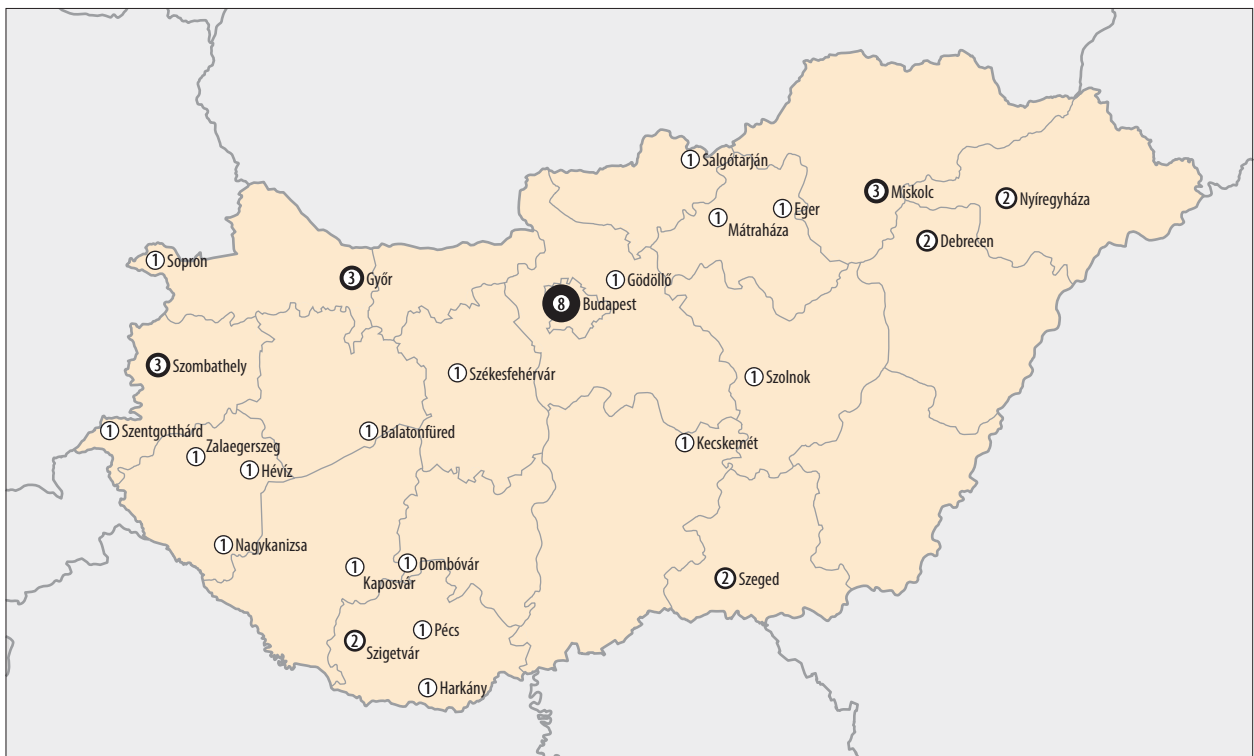 1 Salgótarján
3 Miskolc
2 Nyíregyháza
1 Eger
1 Mátraháza
2 Debrecen
1 Sopron
3 Győr
1 Gödöllő
8 Budapest
3 Szombathely
1 Székesfehérvár
1 Szolnok
1 Szentgotthárd
1 Balatonfüred
1 Zalaegerszeg
1 Kecskemét
1 Hévíz
1 Nagykanizsa
1 Kaposvár
1 Dombóvár
2 Szeged
1 Pécs
2 Szigetvár
1 Harkány